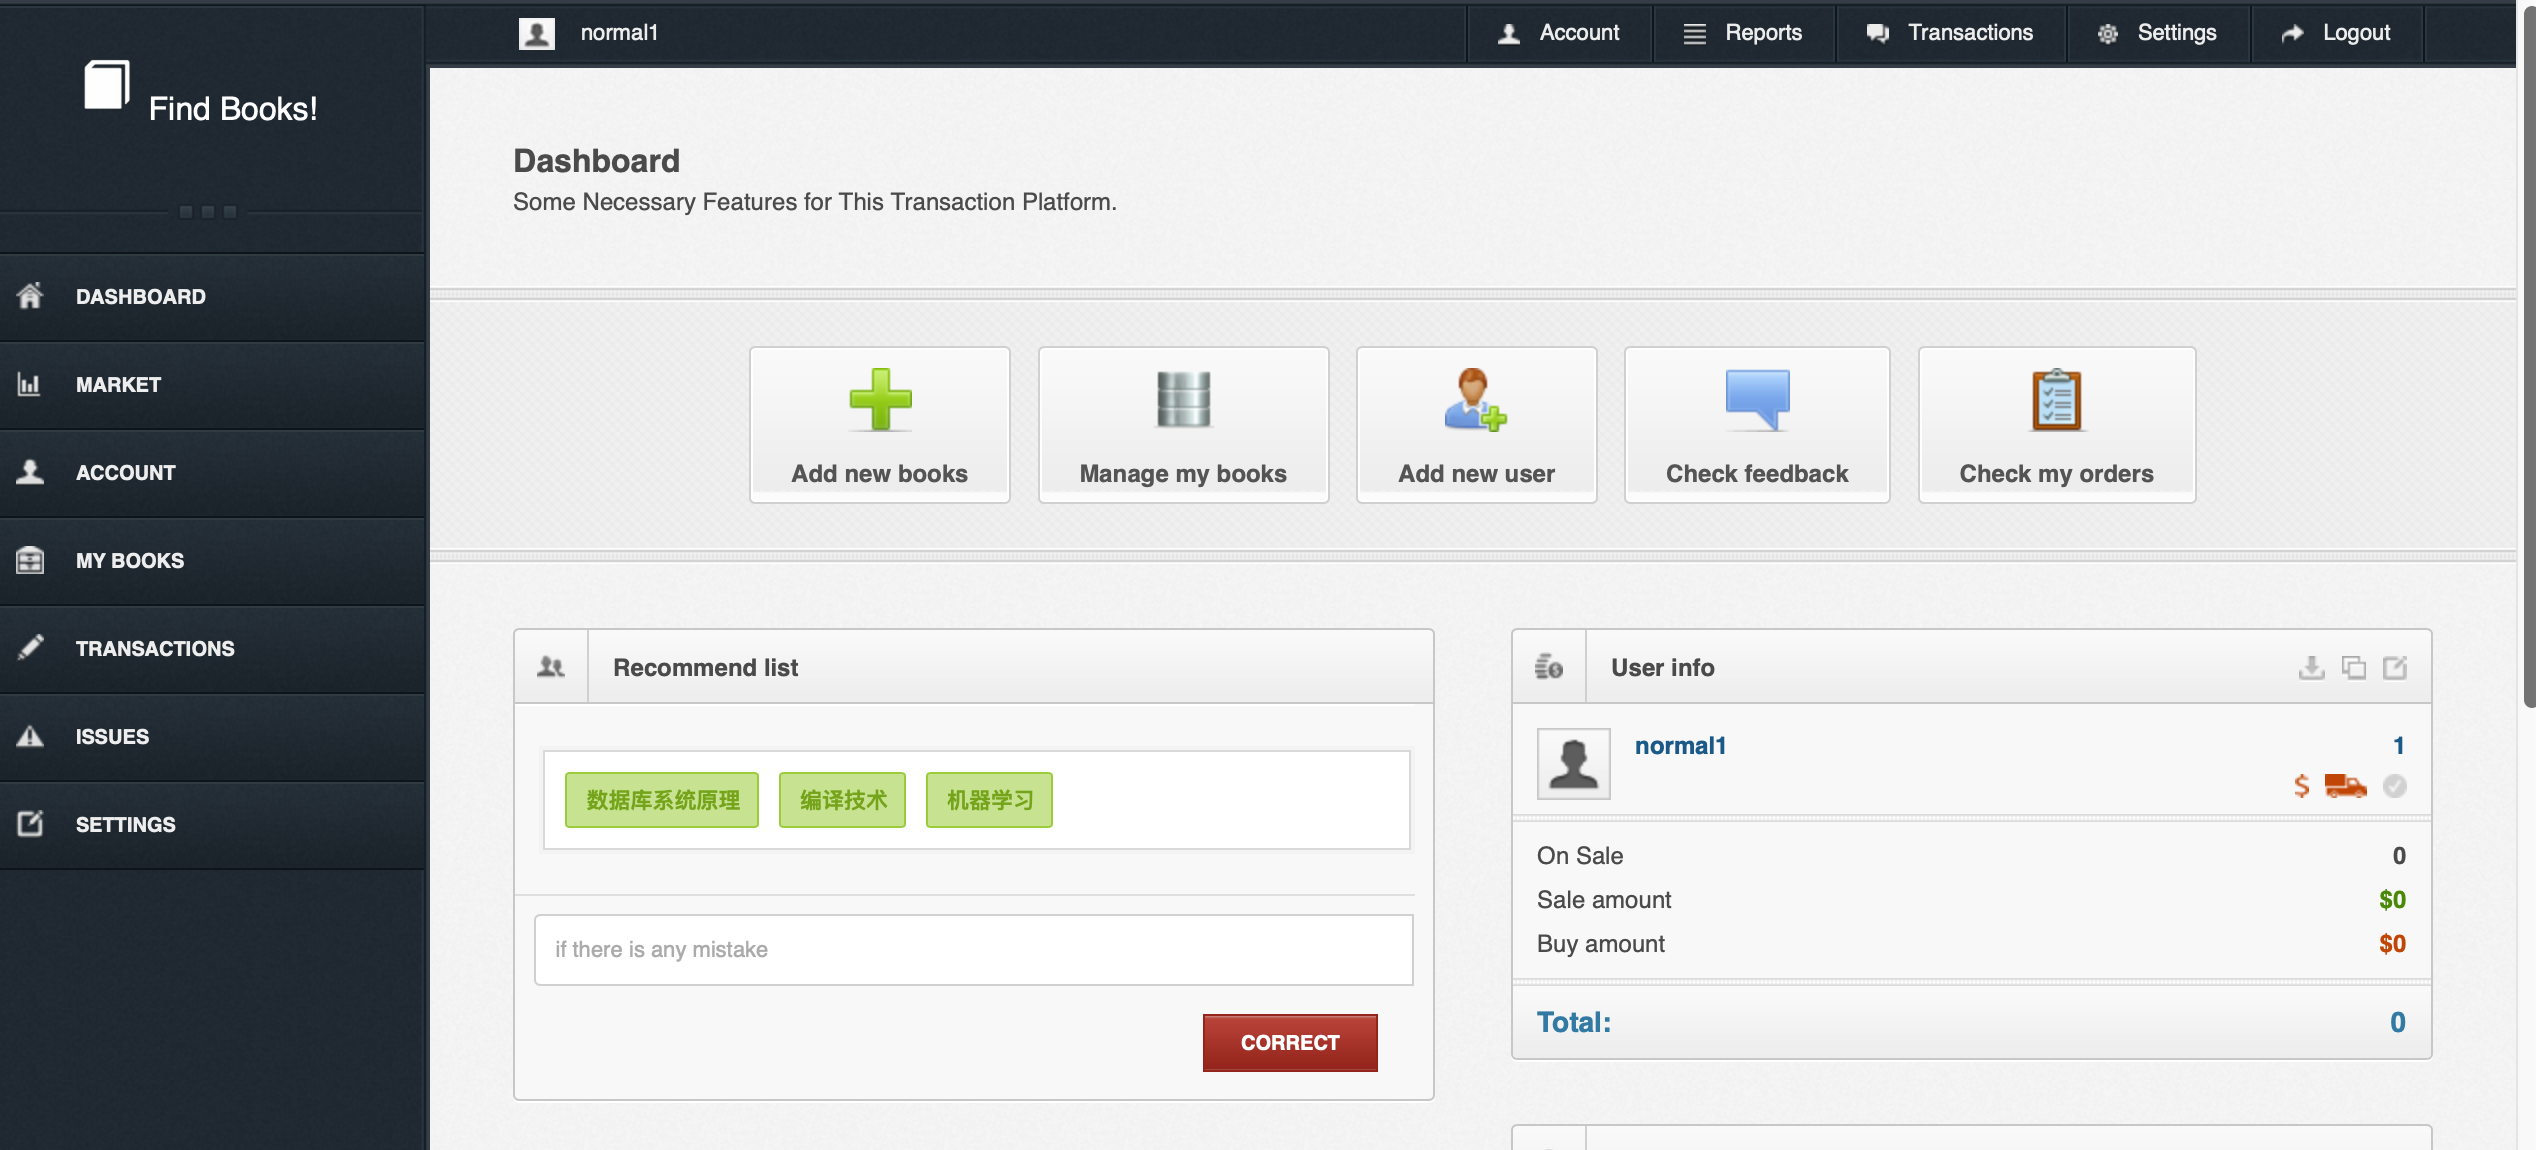 normal1
Account
Reports
Transactions
Settings
Logout
Find Books!
DASHBOARD
MARKET
ACCOUNT
MY BOOKS
TRANSACTIONS
ISSUES
SETTINGS
Dashboard
Some Necessary Features for This Transaction Platform.
Add new books
Manage my books
Add new user
Check feedback
Check my orders
Recommend list
数据库系统原理
编译技术
机器学习
if there is any mistake
CORRECT
User info
normal1
1
On Sale
0
Sale amount
$0
Buy amount
$0
Total:
0